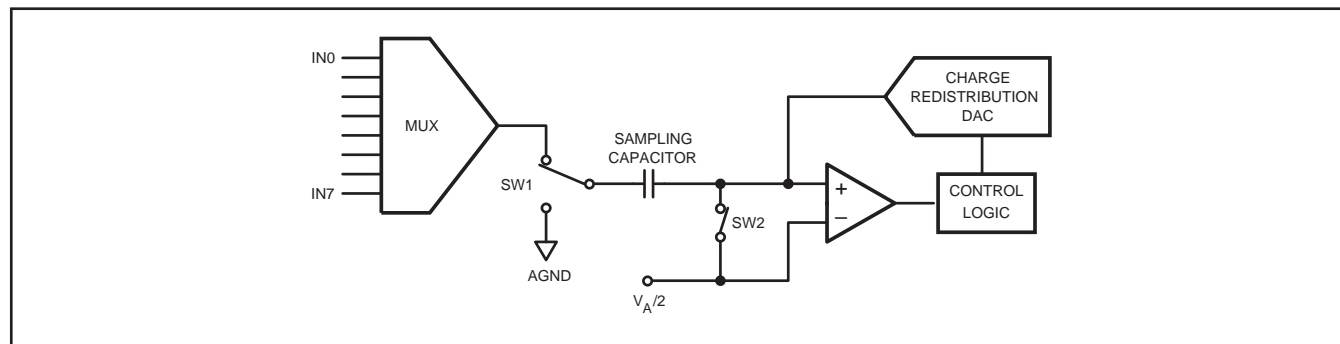 IN0
MUX
IN7
SW1
AGND
SAMPLING
CAPACITOR
SW2
V_A/2
CHARGE
REDISTRIBUTION
DAC
+
−
CONTROL
LOGIC